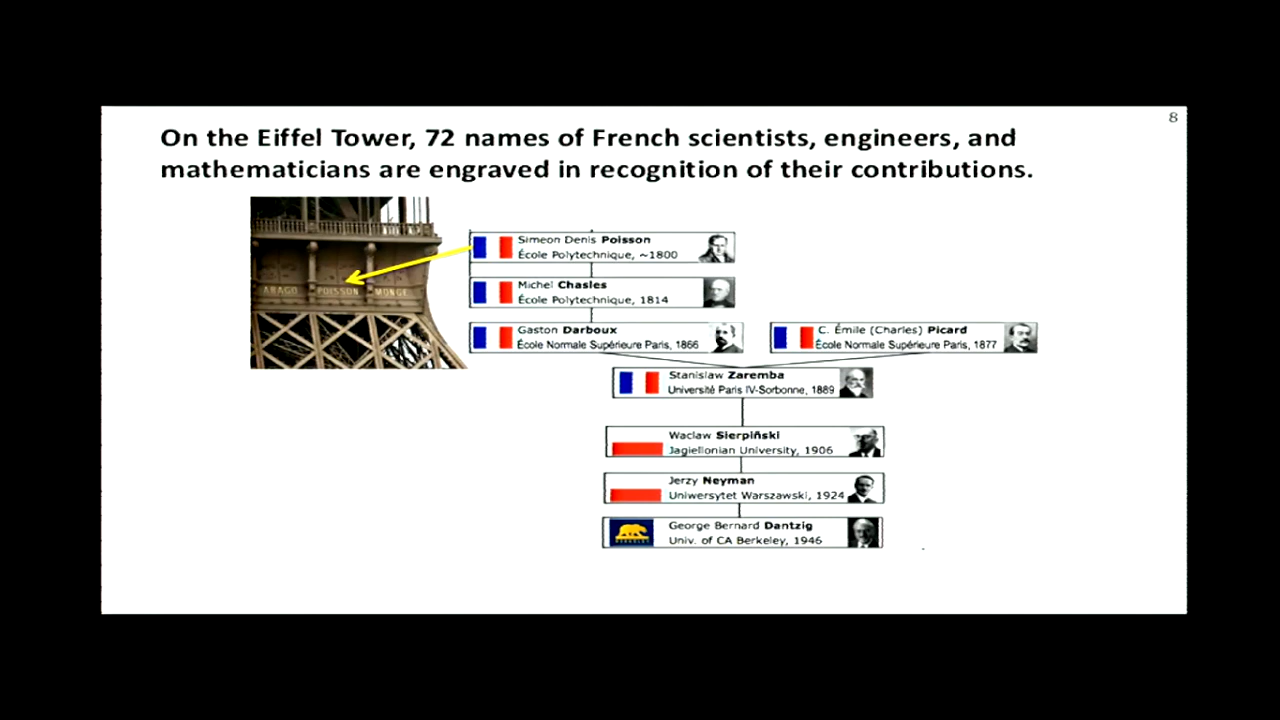 8
On the Eiffel Tower, 72 names of French scientists, engineers, and
mathematicians are engraved in recognition of their contributions.
ARAGO POISSON MONGE
Simeon Denis Poisson
École Polytechnique, ~1800
Michel Chasles
École Polytechnique, 1814
Gaston Darboux
École Normale Supérieure Paris, 1866
C. Émile (Charles) Picard
École Normale Supérieure Paris, 1877
Stanislaw Zaremba
Université Paris IV-Sorbonne, 1889
Waclaw Sierpiñski
Jagiellonian University, 1906
Jerzy Neyman
Uniwersytet Warszawski, 1924
BERKELEY
George Bernard Dantzig
Univ. of CA Berkeley, 1946